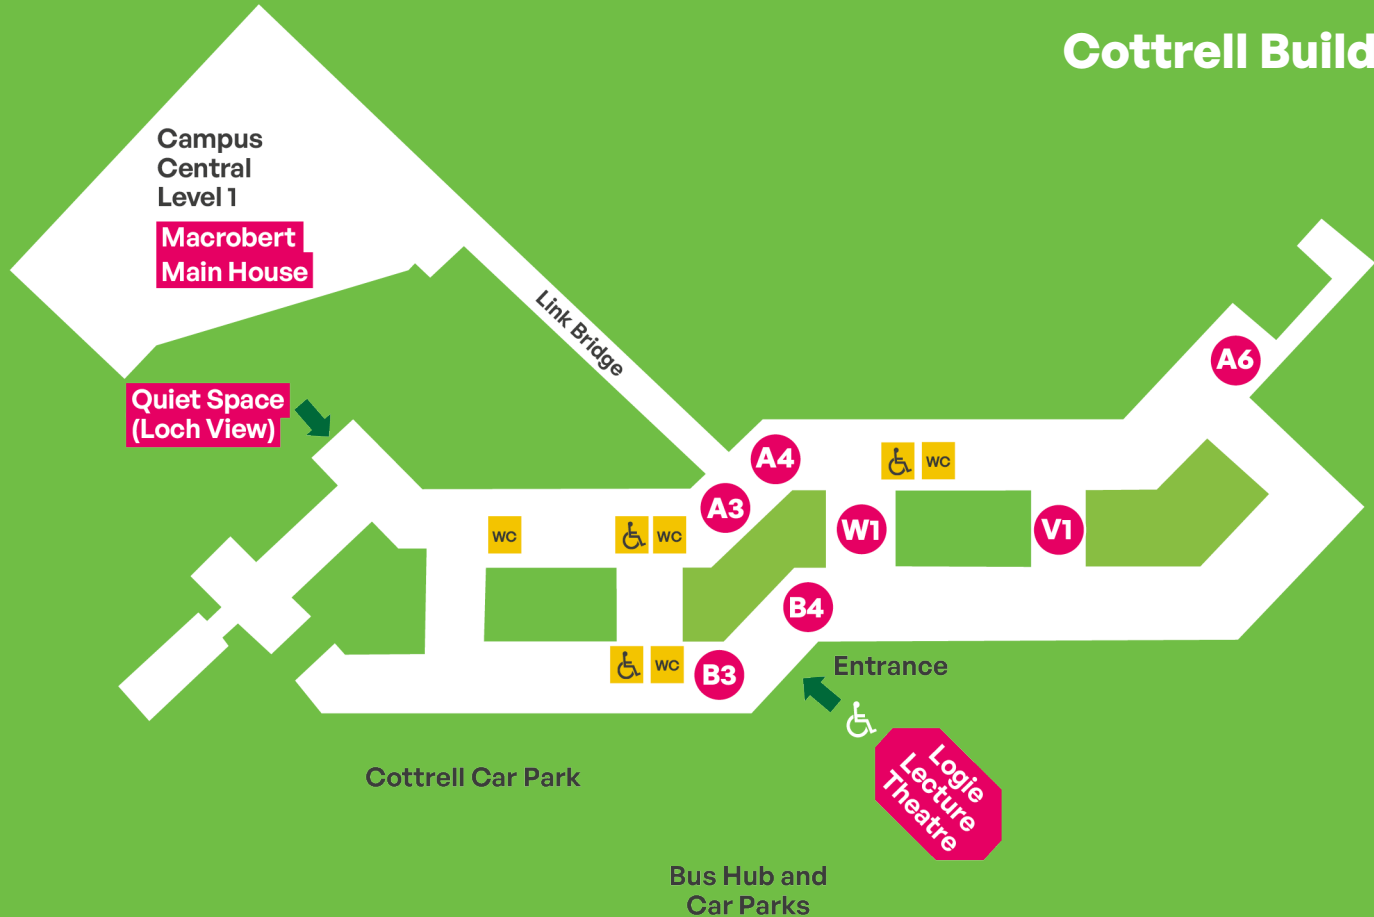 Cottrell Build
Campus
Central
Level 1
Macrobert
Main House
Link Bridge
Quiet Space
(Loch View)
A6
A4
WC
A3
W1
V1
WC
WC
B4
WC
B3
Entrance
Logie
Lecture
Theatre
Cottrell Car Park
Bus Hub and
Car Parks